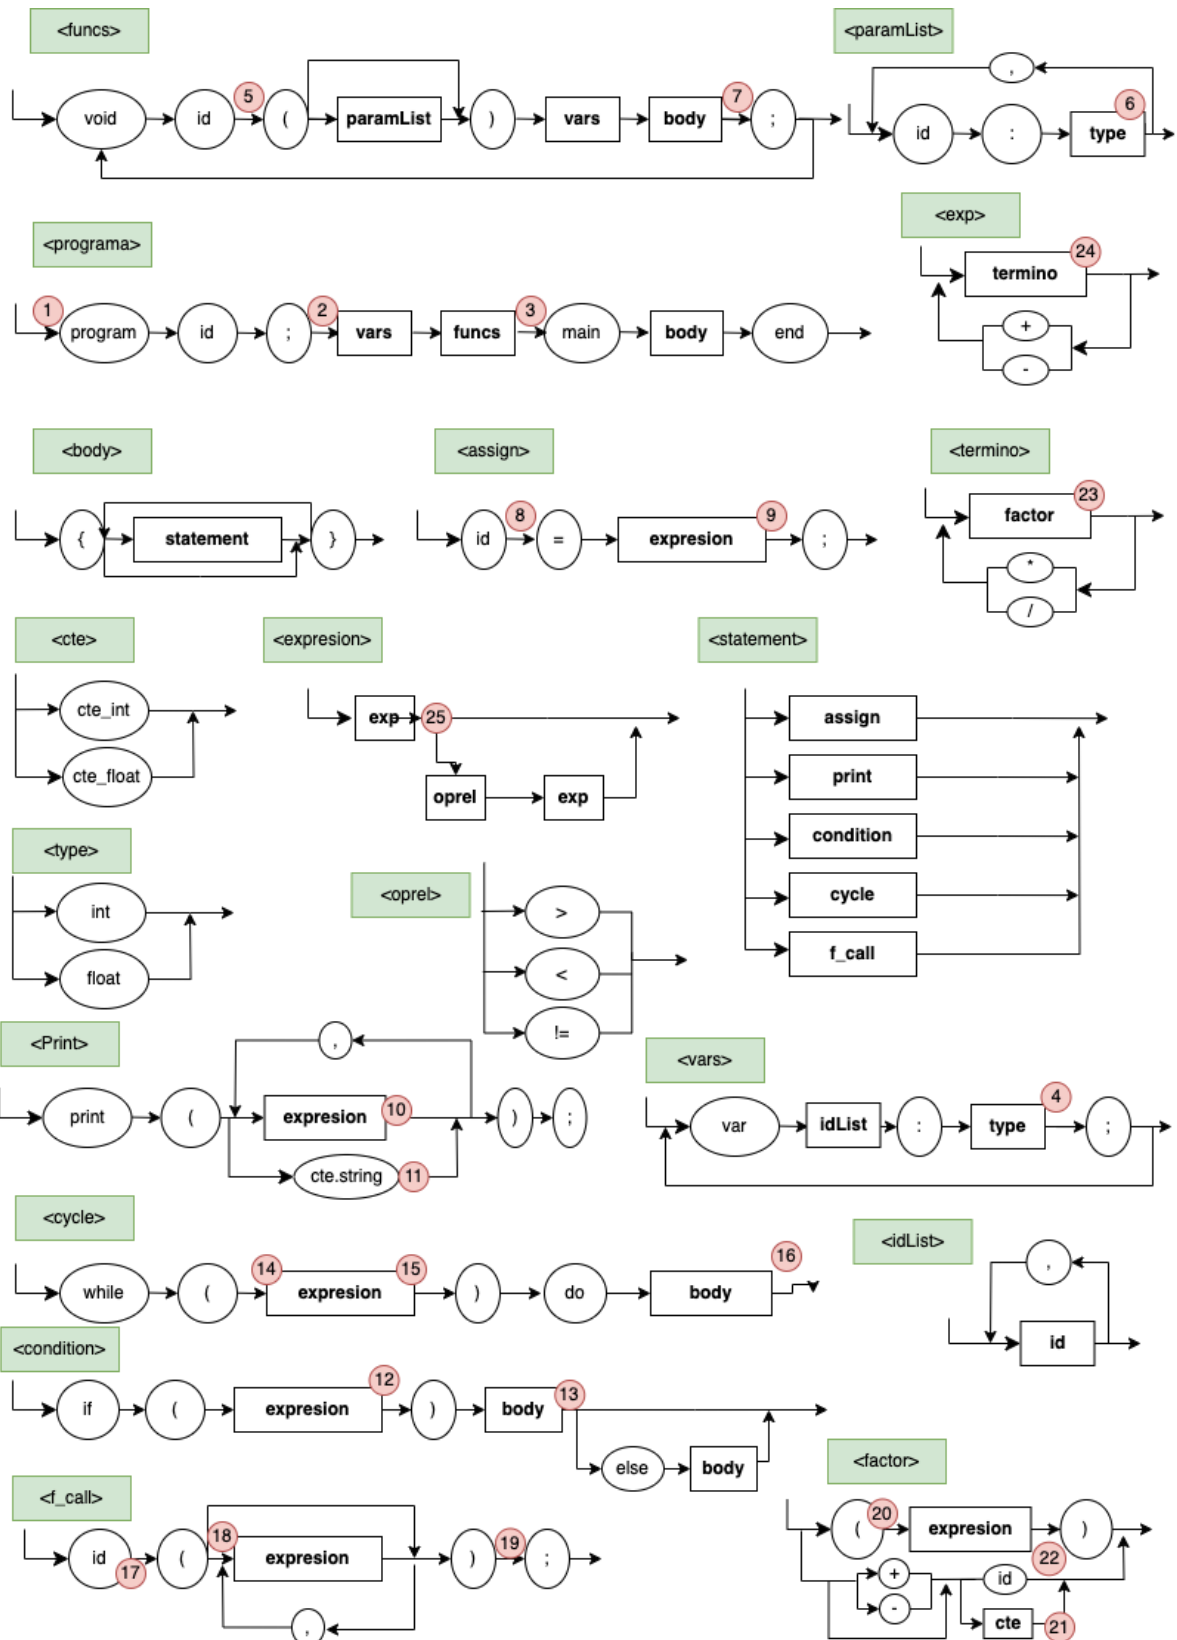 <funcs>
void id 5 ( paramList ) vars body 7 ;
<paramList>
,
id : type 6
<programa>
1 program id ; 2 vars funcs 3 main body end
<exp>
termino 24
+
-
<body>
{ statement }
<assign>
id 8 = expresion 9 ;
<termino>
factor 23
*
/
<cte>
cte_int
cte_float
<expresion>
exp 25
oprel exp
<statement>
assign
print
condition
cycle
f_call
<type>
int
float
<oprel>
>
<
!=
<Print>
,
print ( expresion 10 ) ;
cte.string 11
<vars>
var idList : type 4 ;
<cycle>
while ( 14 expresion 15 ) do body 16
<idList>
,
id
<condition>
if ( expresion 12 ) body 13
else body
<f_call>
id 17 ( 18 expresion ) 19 ;
,
<factor>
( 20 expresion )
+ id 22
-
cte 21